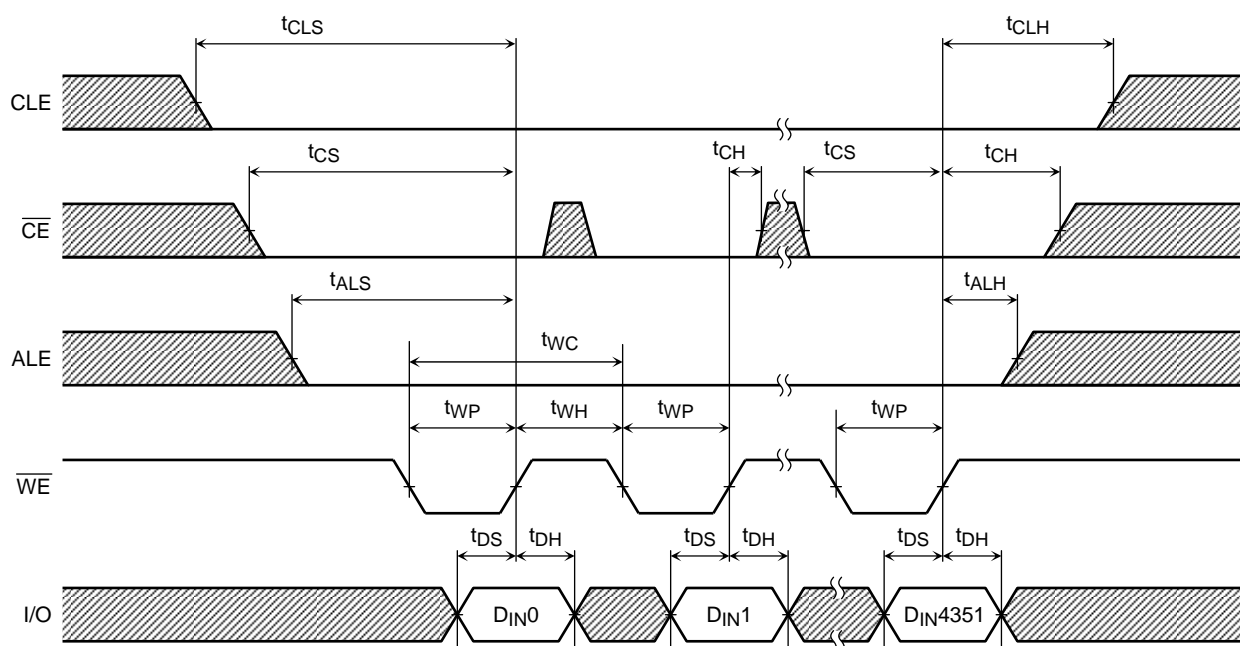 tCLS
tCLH
CLE
tCS
tCH
tCS
tCH
CE
tALS
tALH
tWC
ALE
tWP
tWH
tWP
tWP
WE
tDS
tDH
tDS
tDH
tDS
tDH
I/O
DIN0
DIN1
DIN4351